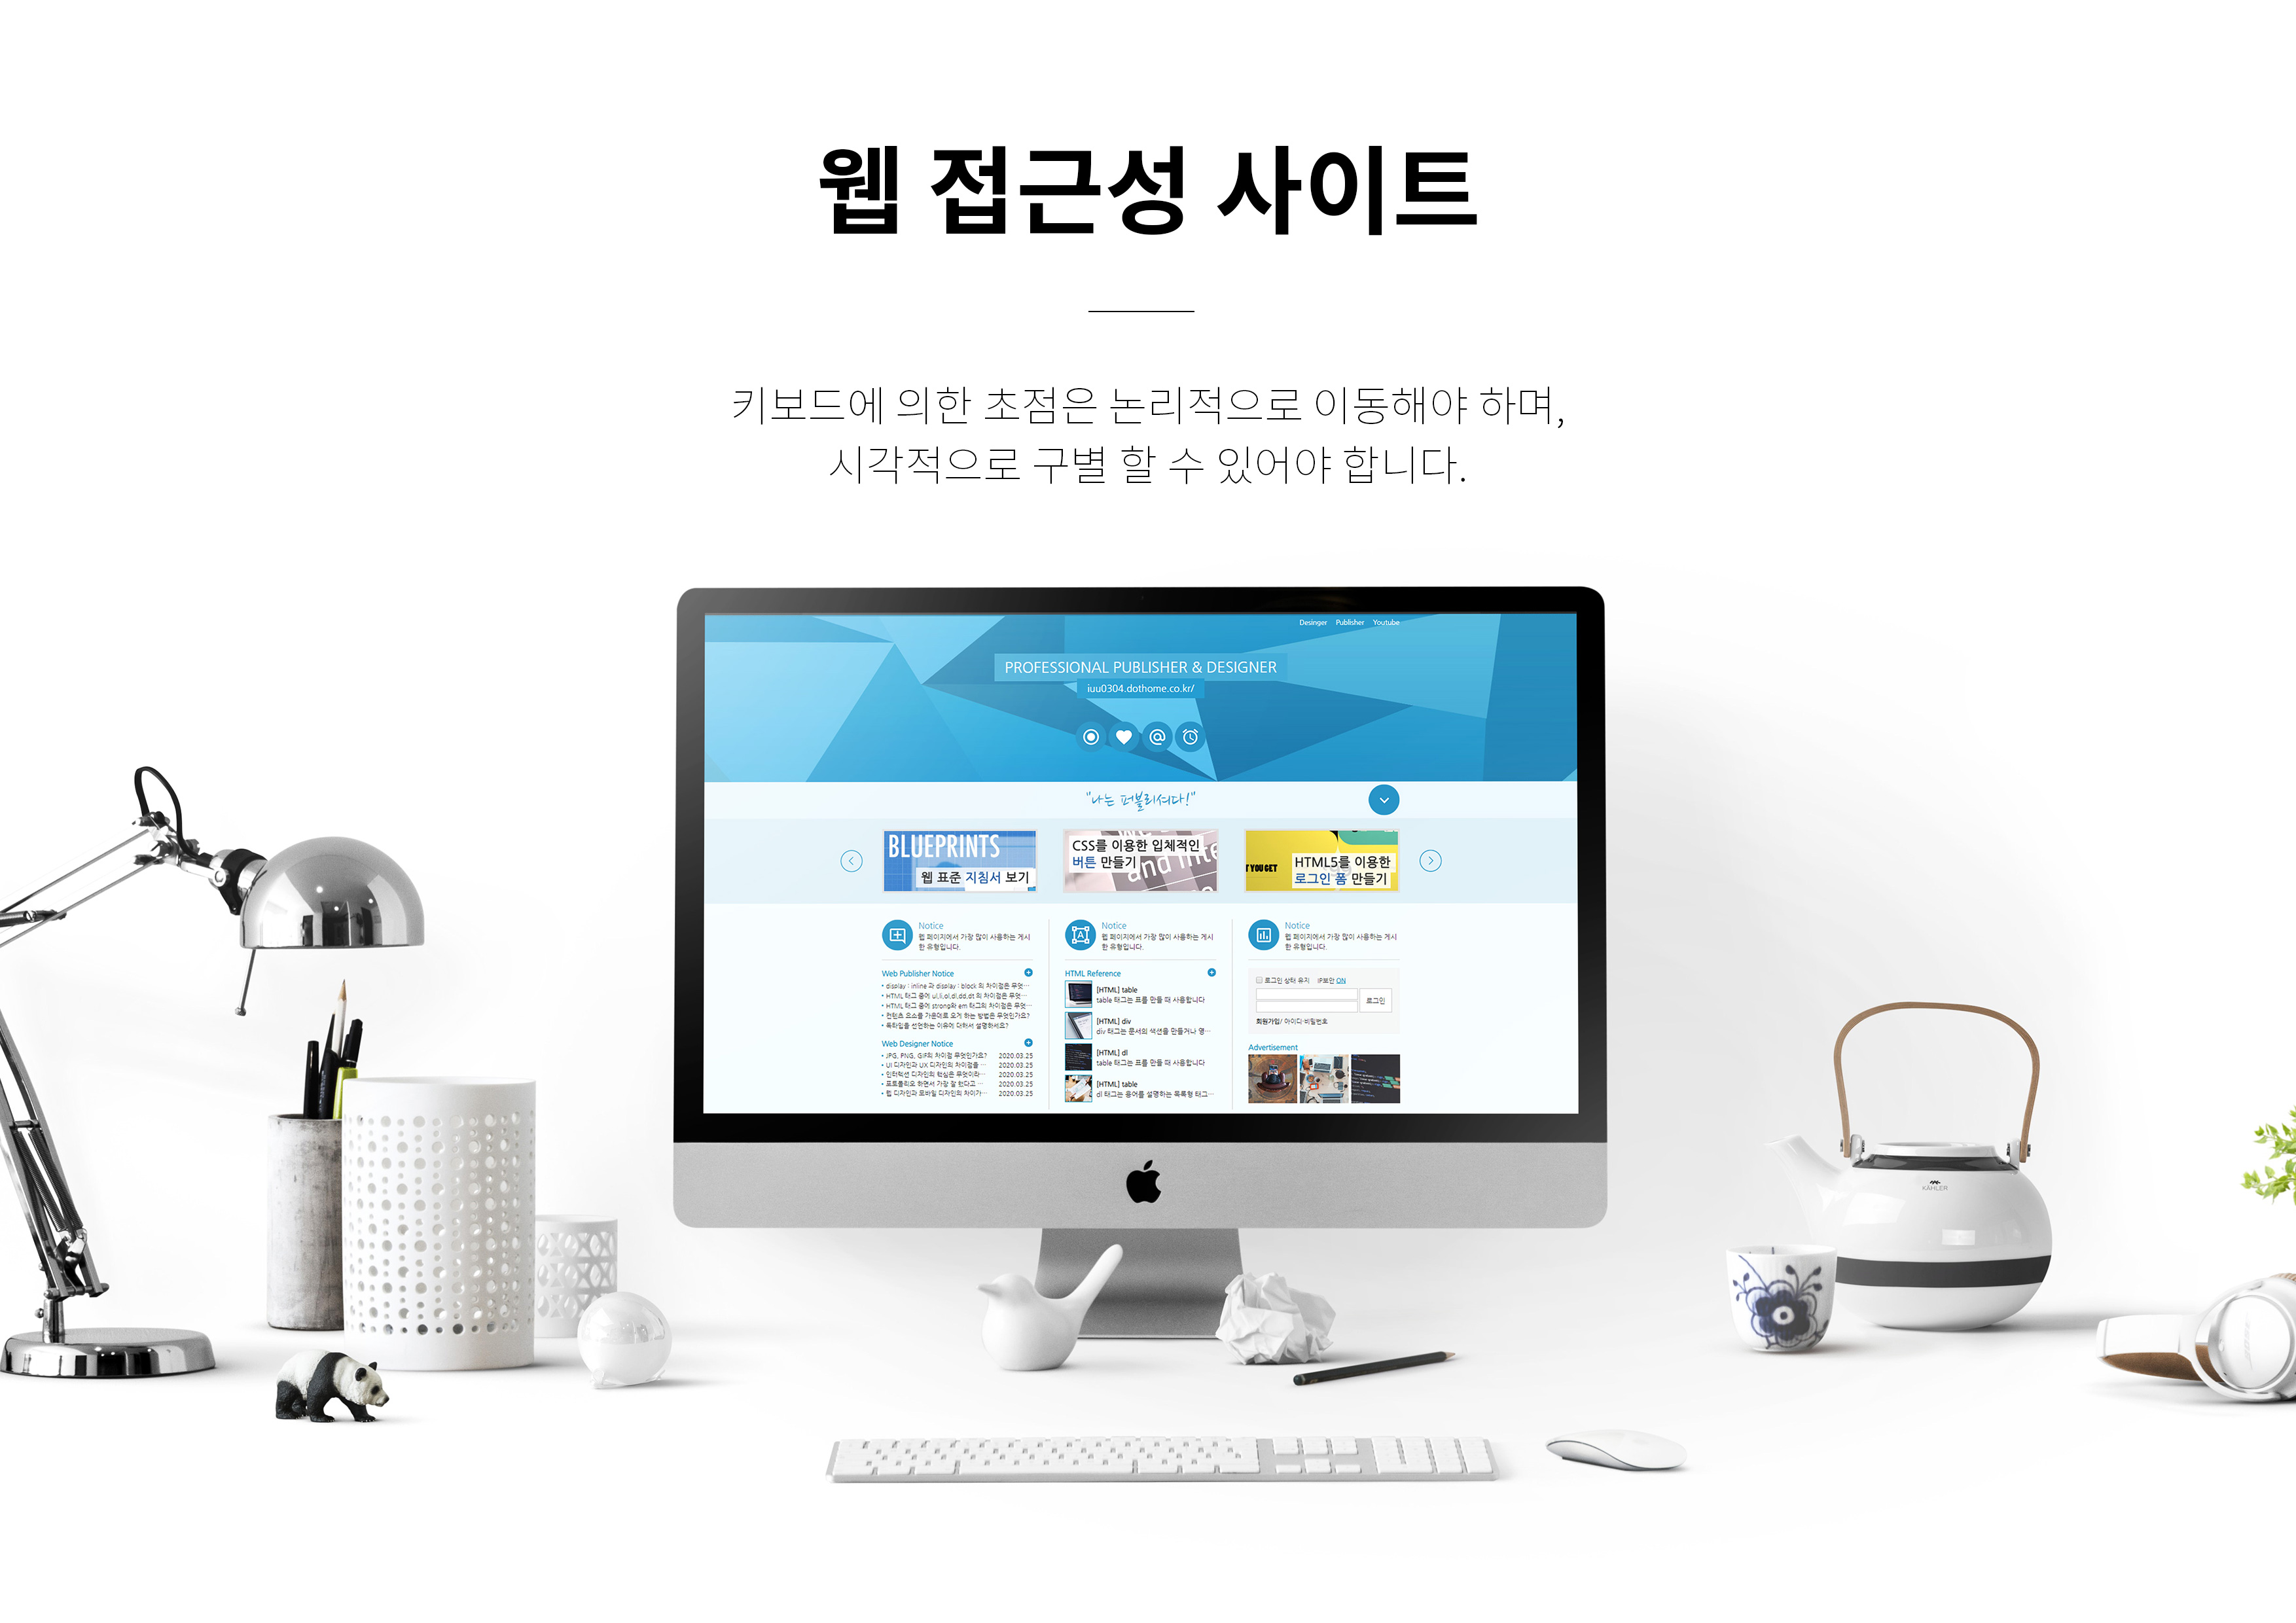 웹 접근성 사이트
키보드에 의한 초점은 논리적으로 이동해야 하며,
시각적으로 구별 할 수 있어야 합니다.
Desinger Publisher Youtube
PROFESSIONAL PUBLISHER & DESIGNER
iuu0304.dothome.co.kr/
"나는 퍼블리셔다!"
BLUEPRINTS
웹 표준 지침서 보기
CSS를 이용한 입체적인
버튼 만들기
and inte
T YOU GET
HTML5를 이용한
로그인 폼 만들기
Notice
웹 페이지에서 가장 많이 사용하는 게시
한 유형입니다.
Web Publisher Notice
display : inline 과 display : block 의 차이점은 무엇…
HTML 태그 중에 ul,li,ol,dl,dd,dt 의 차이점은 무엇…
HTML 태그 중에 strong와 em 태그의 차이점은 무엇…
컨텐츠 요소를 가운데로 오게 하는 방법은 무엇인가요?
독타입을 선언하는 이유에 대해서 설명하세요?
Web Designer Notice
JPG, PNG, GIF의 차이점 무엇인가요? 2020.03.25
UI 디자인과 UX 디자인의 차이점을 … 2020.03.25
인터랙션 디자인의 핵심은 무엇이라… 2020.03.25
포트폴리오 하면서 가장 잘 한다고 … 2020.03.25
웹 디자인과 모바일 디자인의 차이가… 2020.03.25
Notice
웹 페이지에서 가장 많이 사용하는 게시
한 유형입니다.
HTML Reference
[HTML] table
table 태그는 표를 만들 때 사용합니다
[HTML] div
div 태그는 문서의 섹션을 만들거나 영…
[HTML] dl
table 태그는 표를 만들 때 사용합니다
[HTML] table
dl 태그는 용어를 설명하는 목록형 태그…
Notice
웹 페이지에서 가장 많이 사용하는 게시
한 유형입니다.
로그인 상태 유지 IP보안 ON
로그인
회원가입/ 아이디·비밀번호
Advertisement
KÄHLER